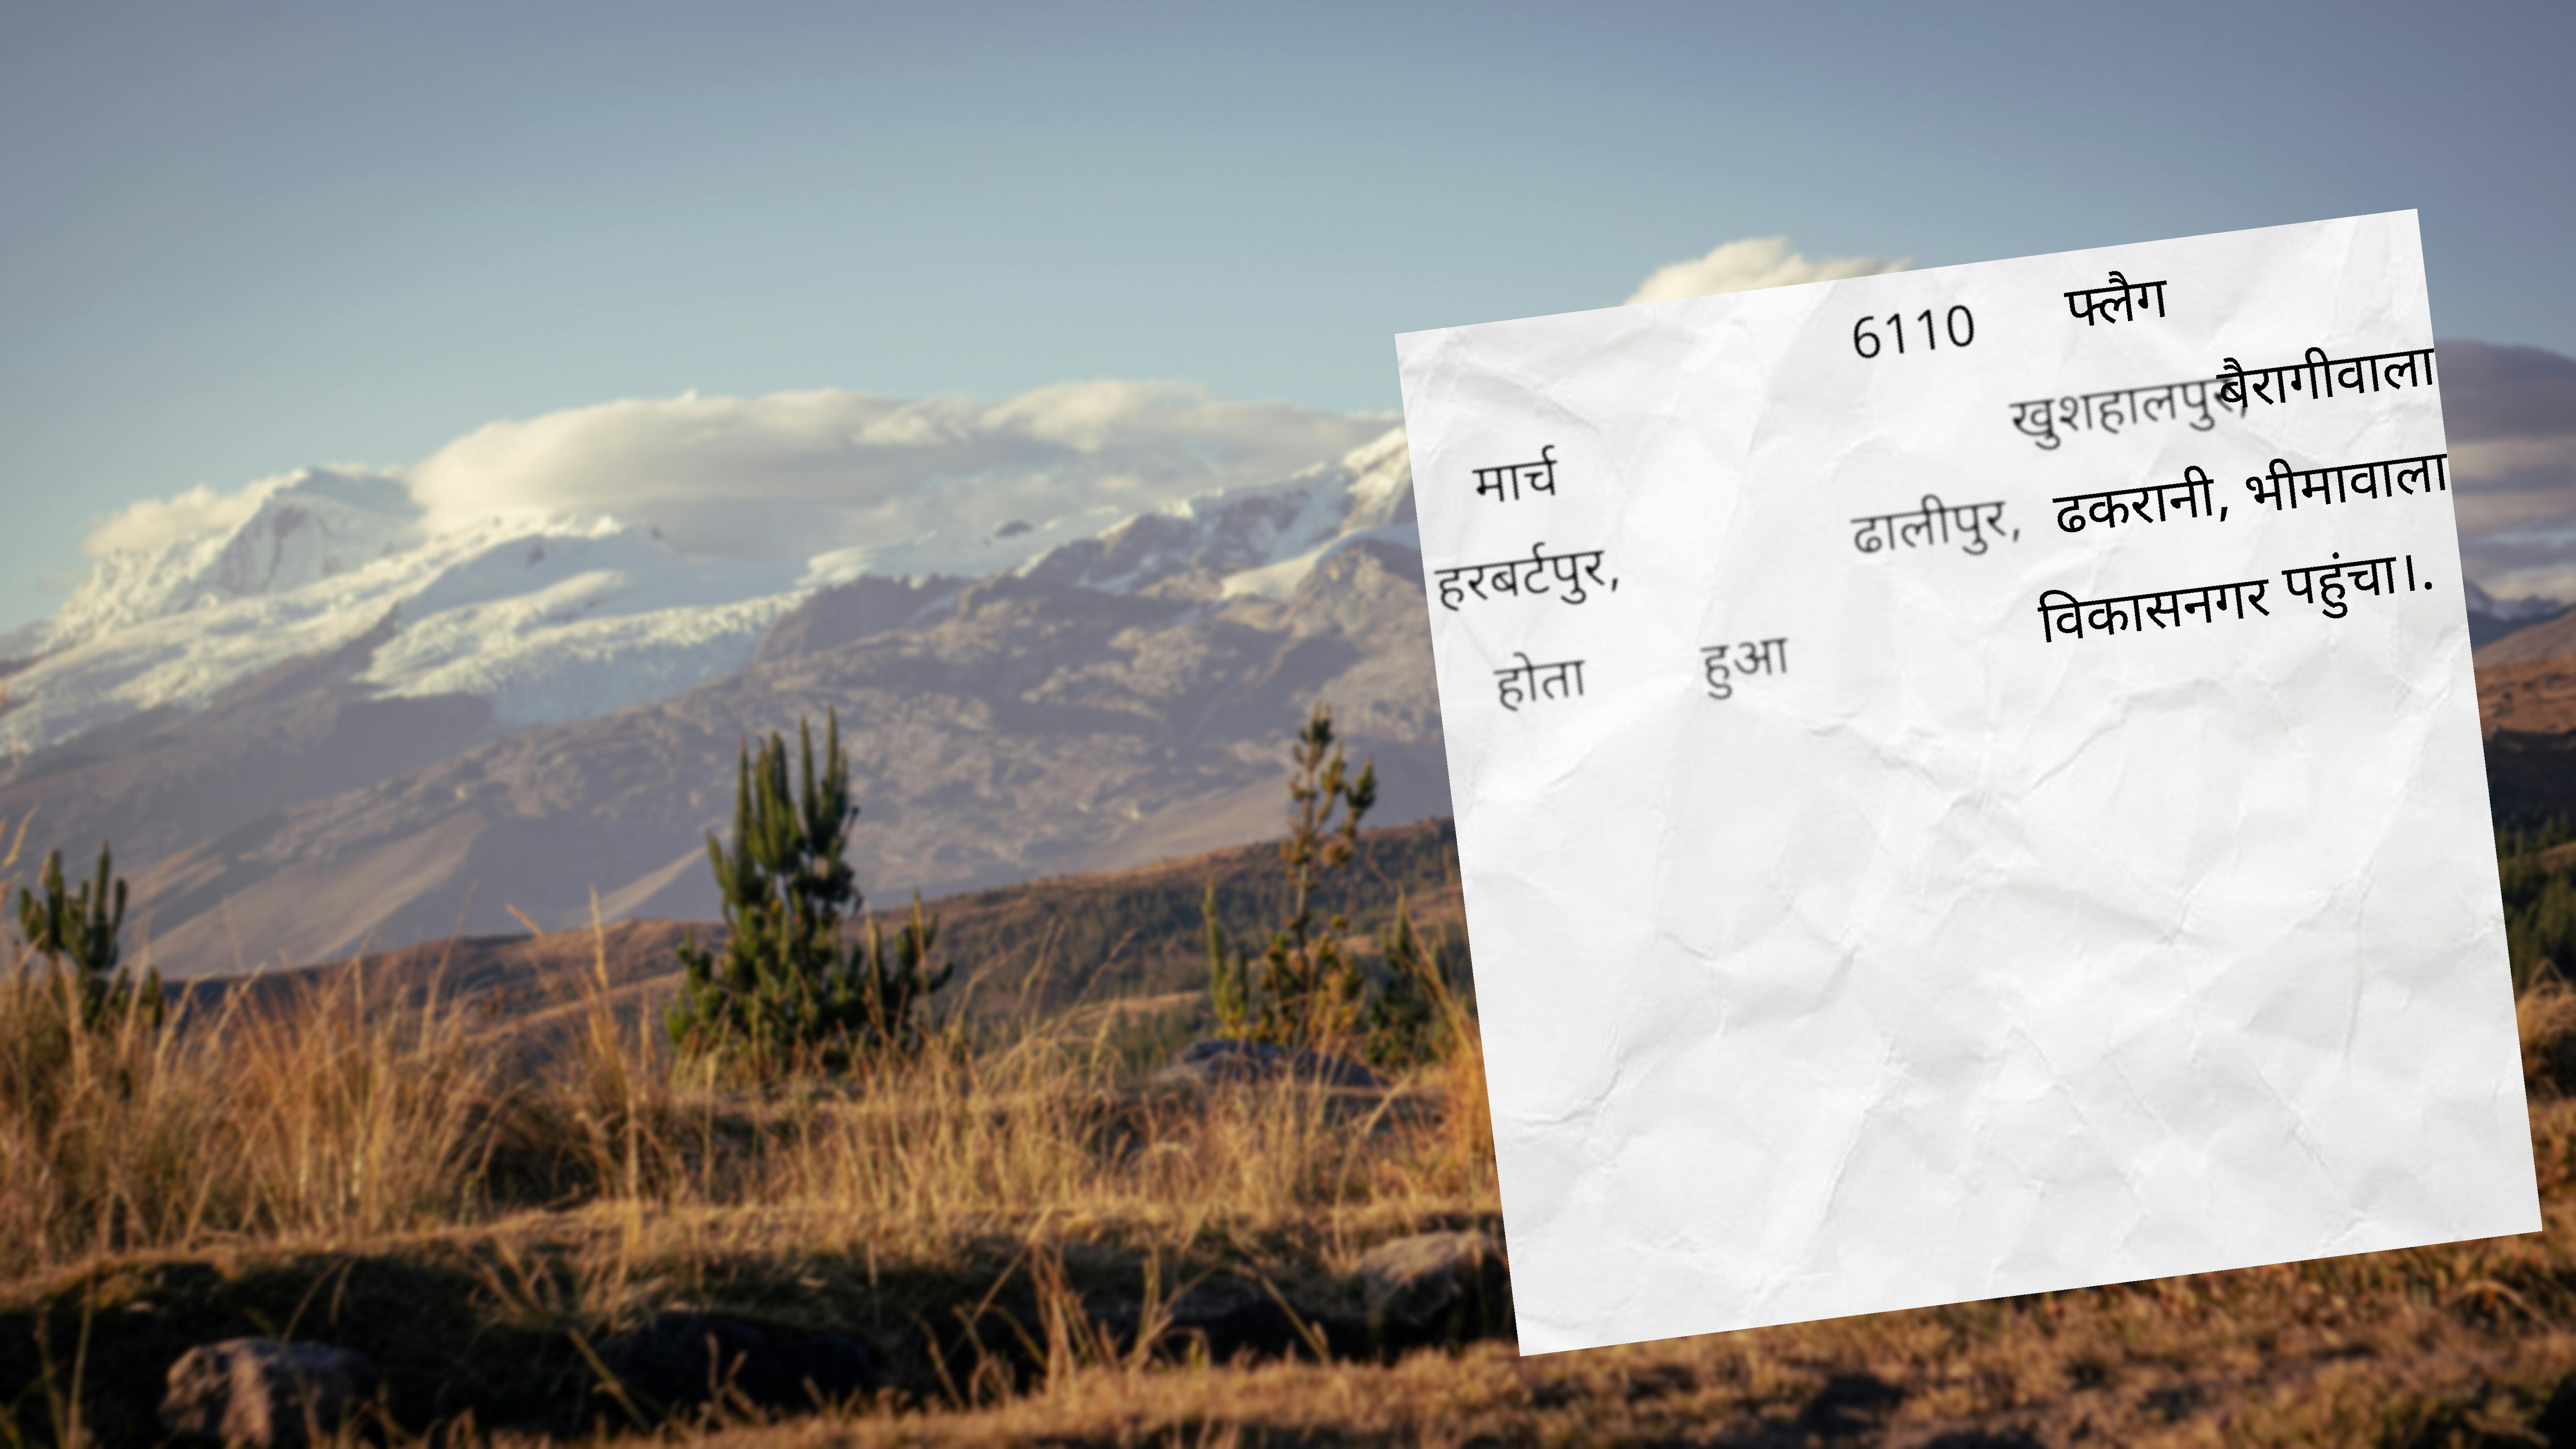 6110 फ्लैग
मार्च खुशहालपुर, बैरागीवाला
हरबर्टपुर, ढालीपुर, ढकरानी, भीमावाला
होता हुआ विकासनगर पहुंचा।.